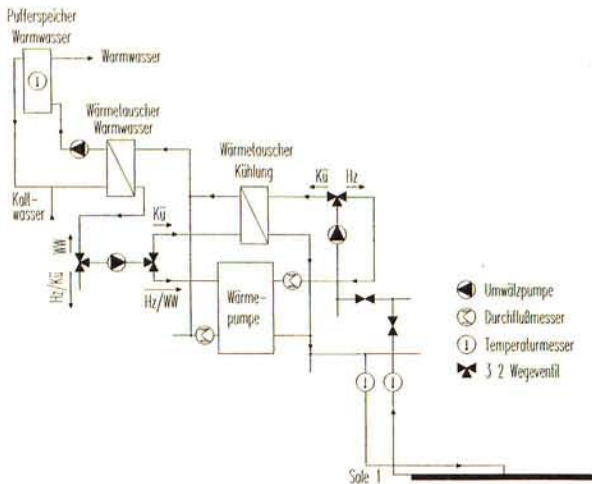 Pufferspeicher
Warmwasser
Warmwasser
Wärmetauscher
Warmwasser
Wärmetauscher
Kühlung
Kü
Hz
Kalt-
wasser
WW
Kü
Hz/Kü
Hz/WW
Wärme-
pumpe
Umwälzpumpe
Durchflußmesser
Temperaturmesser
3 2 Wegeventil
Sole 1